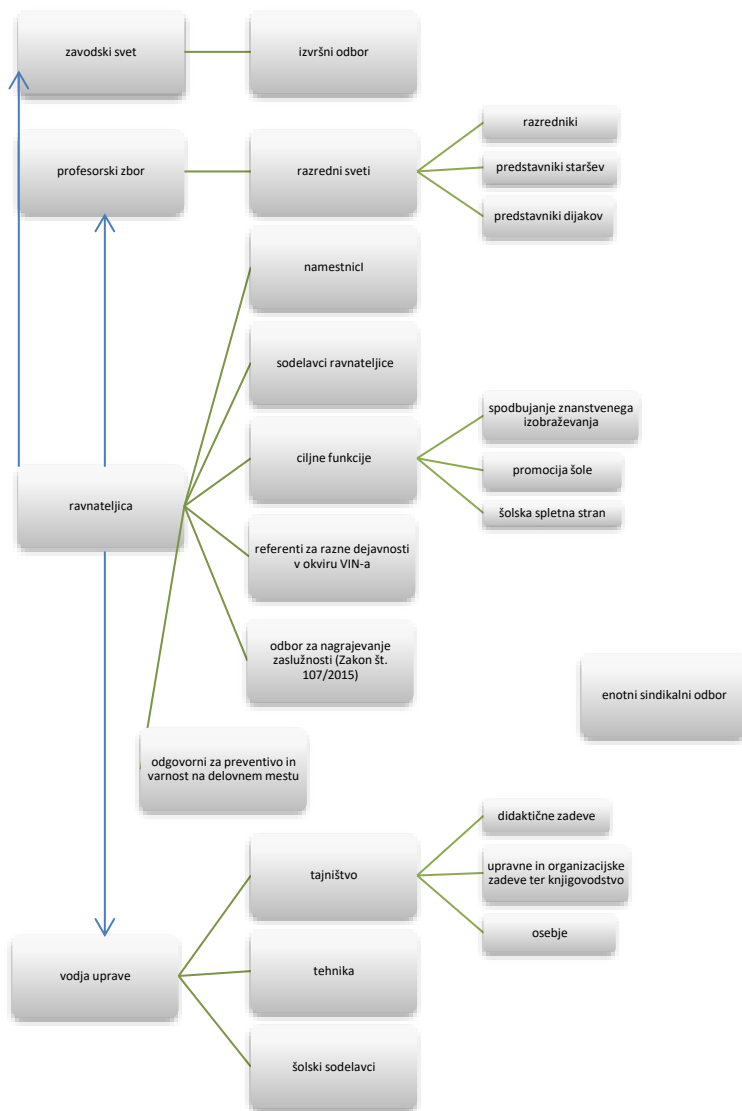 zavodski svet
izvršni odbor
profesorski zbor
razredni sveti
razredniki
predstavniki staršev
predstavniki dijakov
ravnateljica
namestnicI
sodelavci ravnateljice
ciljne funkcije
spodbujanje znanstvenega
izobraževanja
promocija šole
šolska spletna stran
referenti za razne dejavnosti
v okviru VIN-a
odbor za nagrajevanje
zaslužnosti (Zakon št.
107/2015)
odgovorni za preventivo in
varnost na delovnem mestu
enotni sindikalni odbor
vodja uprave
tajništvo
didaktične zadeve
upravne in organizacijske
zadeve ter knjigovodstvo
osebje
tehnika
šolski sodelavci